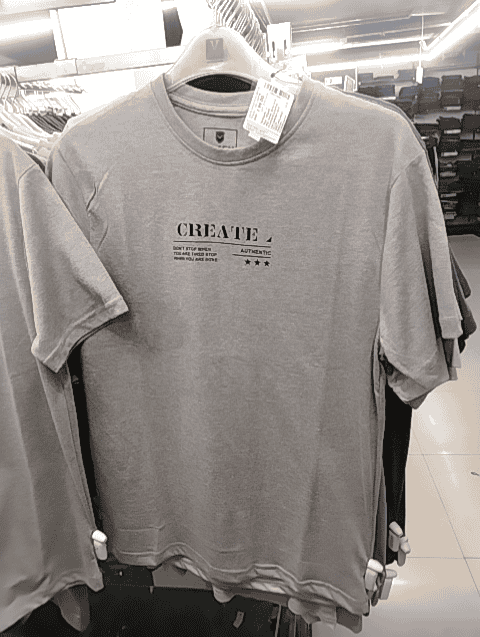 CREATE
DON'T STOP WHEN
YOU ARE TIRED STOP
WHEN YOU ARE DONE
AUTHENTIC